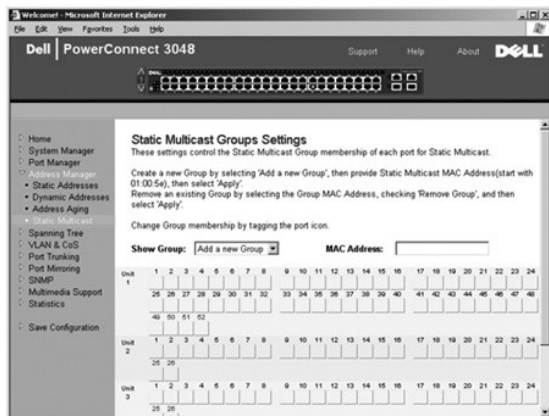 Welcome! - Microsoft Internet Explorer
File Edit View Favorites Tools Help
Dell PowerConnect 3048
Support Help About DELL
Home
System Manager
Port Manager
Address Manager
Static Addresses
Dynamic Addresses
Address Aging
Static Multicast
Spanning Tree
VLAN & CoS
Port Trunking
Port Mirroring
SNMP
Multimedia Support
Statistics
Save Configuration
Static Multicast Groups Settings
These settings control the Static Multicast Group membership of each port for Static Multicast.
Create a new Group by selecting 'Add a new Group', then provide Static Multicast MAC Address(start with
01:00:5e), then select 'Apply'.
Remove an existing Group by selecting the Group MAC Address, checking 'Remove Group', and then
select 'Apply'.
Change Group membership by tagging the port icon.
Show Group: Add a new Group MAC Address:
Unit 1 2 3 4 5 6 7 8 9 10 11 12 13 14 15 16 17 18 19 20 21 22 23 24
1
25 26 27 28 29 30 31 32 33 34 35 36 37 38 39 40 41 42 43 44 45 46 47 48
49 50 51 52
Unit 1 2 3 4 5 6 7 8 9 10 11 12 13 14 15 16 17 18 19 20 21 22 23 24
2
25 26
Unit 1 2 3 4 5 6 7 8 9 10 11 12 13 14 15 16 17 18 19 20 21 22 23 24
3
25 26